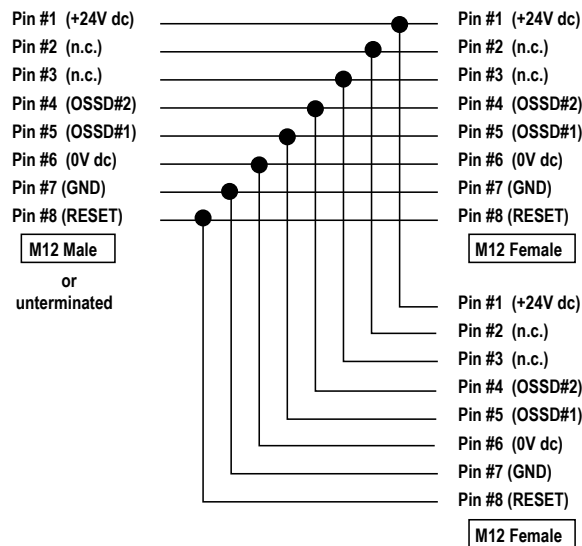 Pin #1 (+24V dc)
Pin #2 (n.c.)
Pin #3 (n.c.)
Pin #4 (OSSD#2)
Pin #5 (OSSD#1)
Pin #6 (0V dc)
Pin #7 (GND)
Pin #8 (RESET)
M12 Male
or
unterminated
Pin #1 (+24V dc)
Pin #2 (n.c.)
Pin #3 (n.c.)
Pin #4 (OSSD#2)
Pin #5 (OSSD#1)
Pin #6 (0V dc)
Pin #7 (GND)
Pin #8 (RESET)
M12 Female
Pin #1 (+24V dc)
Pin #2 (n.c.)
Pin #3 (n.c.)
Pin #4 (OSSD#2)
Pin #5 (OSSD#1)
Pin #6 (0V dc)
Pin #7 (GND)
Pin #8 (RESET)
M12 Female